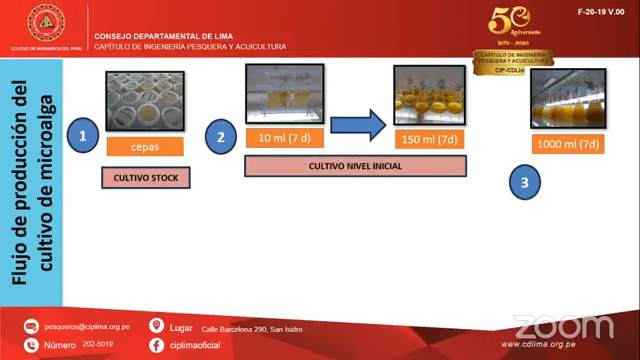 CONSEJO DEPARTAMENTAL DE LIMA
CAPÍTULO DE INGENIERÍA PESQUERA Y ACUICULTURA
COLEGIO DE INGENIEROS DEL PERÚ
50 Aniversario
1973 - 2023
CAPÍTULO DE INGENIERÍA
PESQUERA Y ACUICULTURA
CIP-CDLima
F-20-19 V.00
Flujo de producción del
cultivo de microalga
1
cepas
CULTIVO STOCK
2
10 ml (7 d)
150 ml (7d)
CULTIVO NIVEL INICIAL
1000 ml (7d)
3
pesqueros@ciplima.org.pe
Número 202-5019
Lugar Calle Barcelona 290, San Isidro
ciplimaoficial
zoom
www.cdlima.org.pe